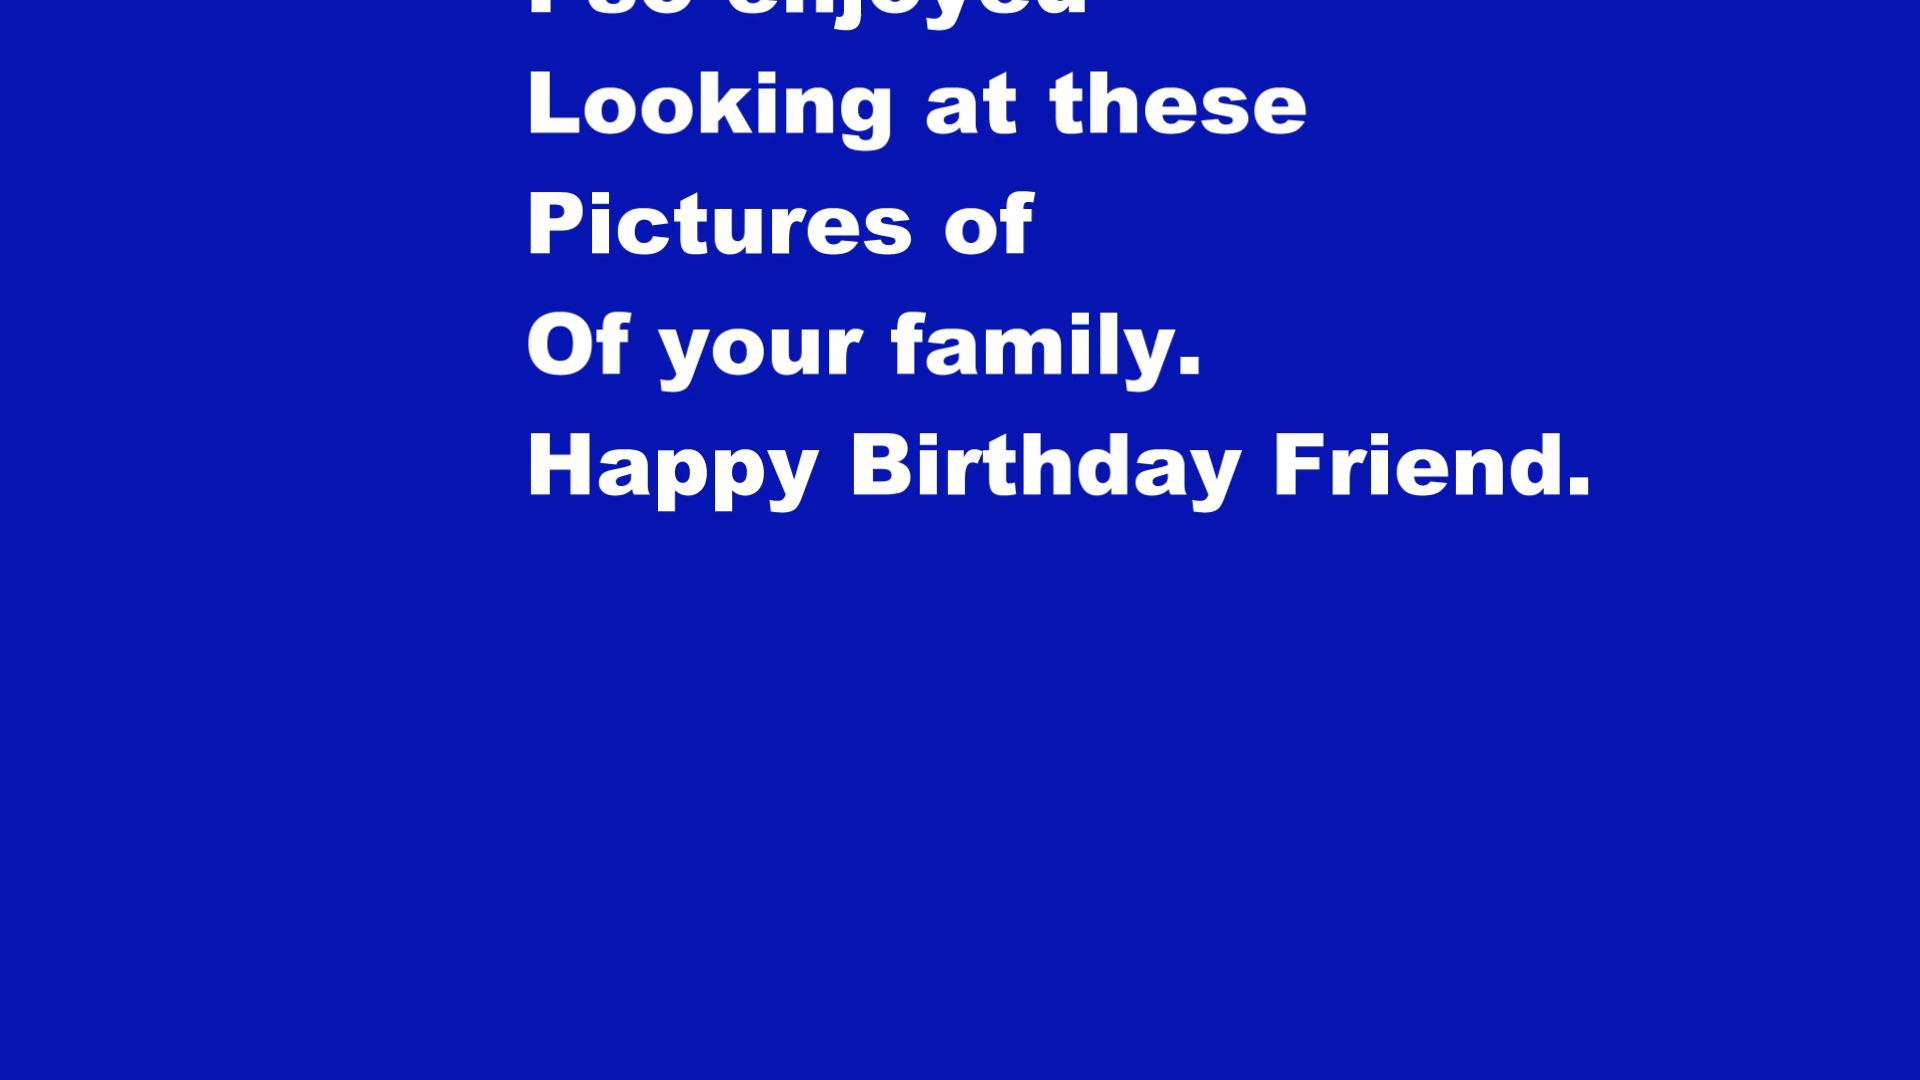 I so enjoyed
Looking at these
Pictures of
Of your family.
Happy Birthday Friend.